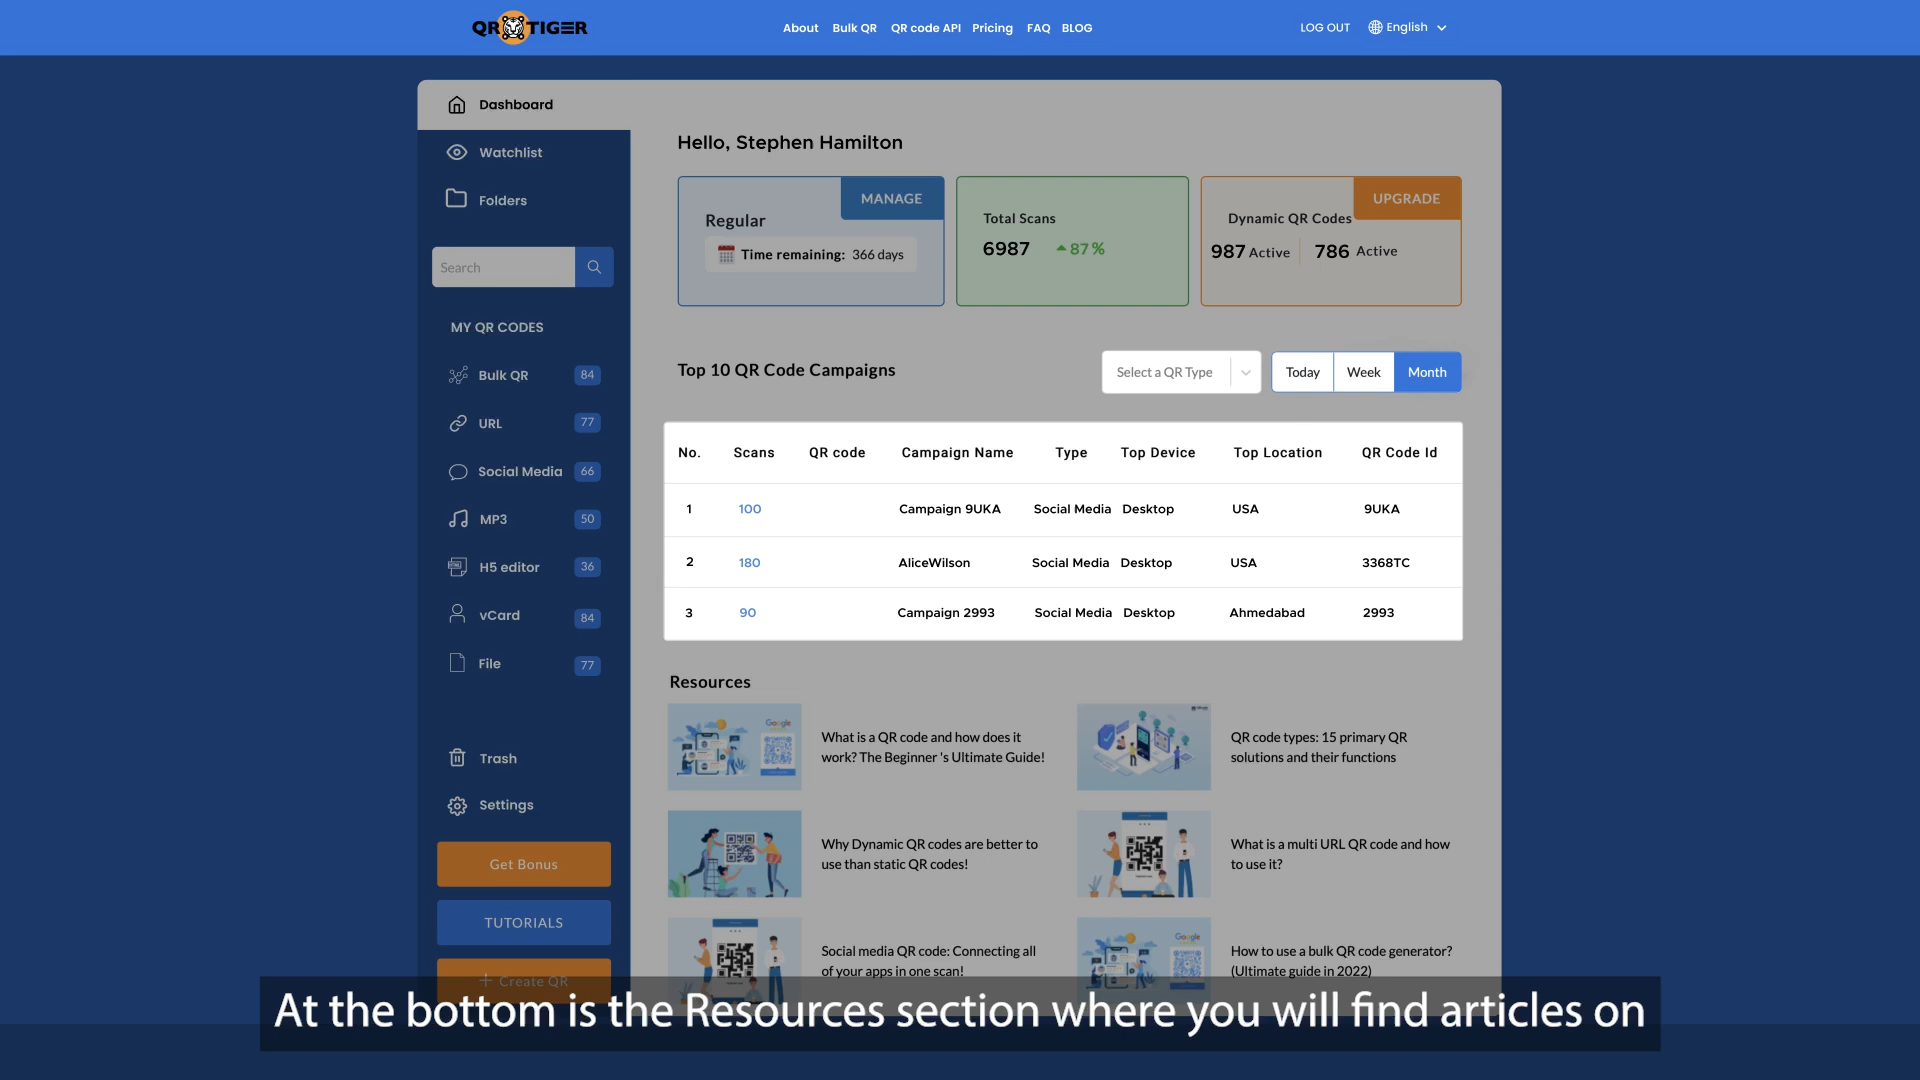 QR TIGER
About Bulk QR QR code API Pricing FAQ BLOG
LOG OUT English
Dashboard
Watchlist
Folders
Search
MY QR CODES
Bulk QR 84
URL 77
Social Media 66
MP3 50
H5 editor 36
vCard 84
File 77
Trash
Settings
Get Bonus
TUTORIALS
+ Create QR
Hello, Stephen Hamilton
MANAGE
Regular
Time remaining: 366 days
Total Scans
6987 87%
UPGRADE
Dynamic QR Codes
987 Active 786 Active
Top 10 QR Code Campaigns
Select a QR Type
Today Week Month
No. Scans QR code Campaign Name Type Top Device Top Location QR Code Id
1 100 Campaign 9UKA Social Media Desktop USA 9UKA
2 180 AliceWilson Social Media Desktop USA 3368TC
3 90 Campaign 2993 Social Media Desktop Ahmedabad 2993
Resources
Google
What is a QR code and how does it
work? The Beginner 's Ultimate Guide!
QR code types: 15 primary QR
solutions and their functions
Why Dynamic QR codes are better to
use than static QR codes!
What is a multi URL QR code and how
to use it?
Social media QR code: Connecting all
of your apps in one scan!
Google
How to use a bulk QR code generator?
(Ultimate guide in 2022)
At the bottom is the Resources section where you will find articles on